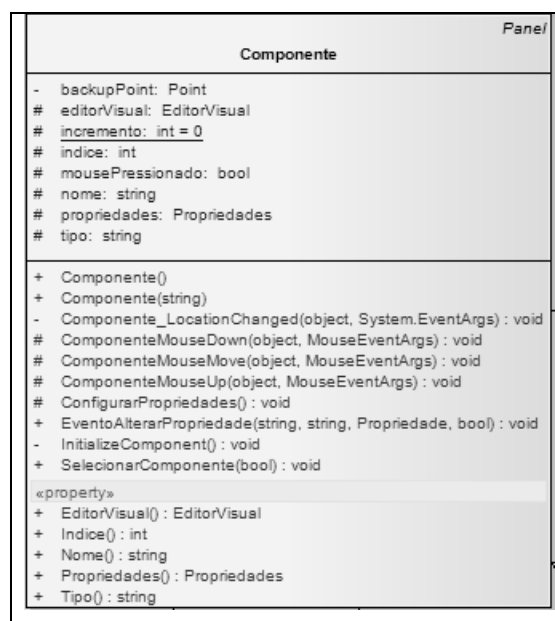 Panel
Componente
- backupPoint: Point
# editorVisual: EditorVisual
# incremento: int = 0
# indice: int
# mousePressionado: bool
# nome: string
# propriedades: Propriedades
# tipo: string
+ Componente()
+ Componente(string)
- Componente_LocationChanged(object, System.EventArgs) : void
# ComponenteMouseDown(object, MouseEventArgs) : void
# ComponenteMouseMove(object, MouseEventArgs) : void
# ComponenteMouseUp(object, MouseEventArgs) : void
# ConfigurarPropriedades() : void
+ EventoAlterarPropriedade(string, string, Propriedade, bool) : void
- InitializeComponent() : void
+ SelecionarComponente(bool) : void
«property»
+ EditorVisual() : EditorVisual
+ Indice() : int
+ Nome() : string
+ Propriedades() : Propriedades
+ Tipo() : string